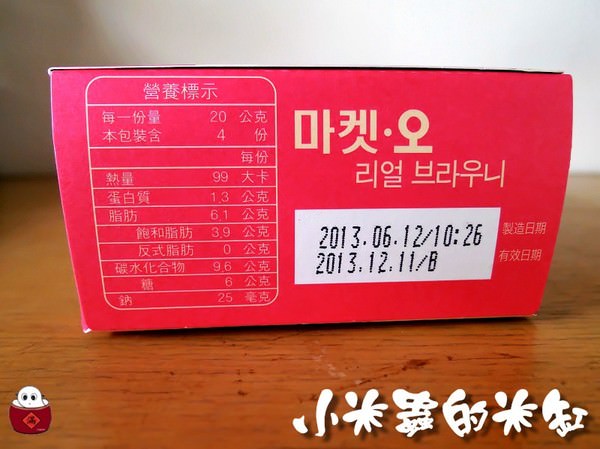 營養標示
每一份量 20 公克
本包裝含 4 份
每份
熱量 99 大卡
蛋白質 1.3 公克
脂肪 6.1 公克
飽和脂肪 3.9 公克
反式脂肪 0 公克
碳水化合物 9.6 公克
糖 6 公克
鈉 25 毫克
마켓·오
리얼 브라우니
2013.06.12/10:26 製造日期
2013.12.11/B 有效日期
小米蟲的米缸